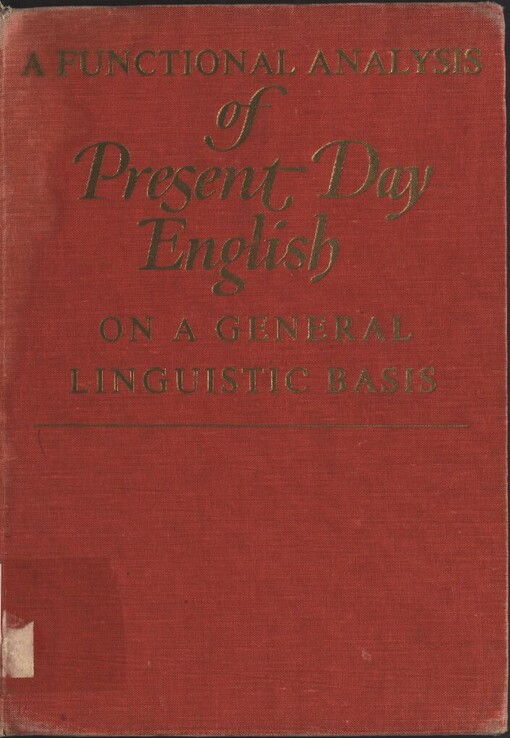 A FUNCTIONAL ANALYSIS
of
Present Day
English
ON A GENERAL
LINGUISTIC BASIS